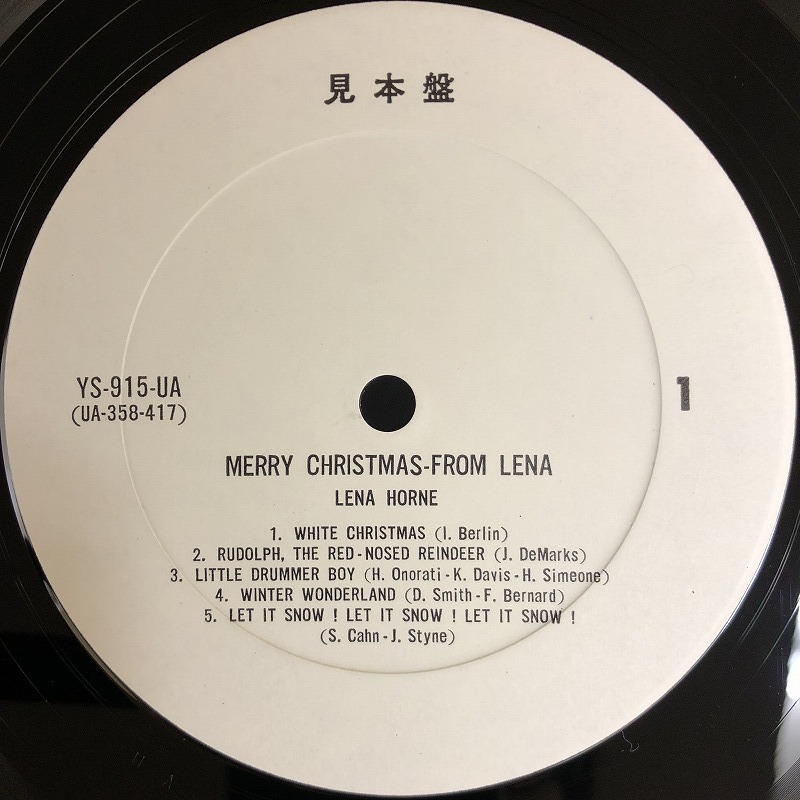 見本盤
YS-915-UA
(UA-358-417)
1
MERRY CHRISTMAS-FROM LENA
LENA HORNE
1. WHITE CHRISTMAS (I. Berlin)
2. RUDOLPH, THE RED-NOSED REINDEER (J. DeMarks)
3. LITTLE DRUMMER BOY (H. Onorati-K. Davis-H. Simeone)
4. WINTER WONDERLAND (D. Smith-F. Bernard)
5. LET IT SNOW ! LET IT SNOW ! LET IT SNOW !
(S. Cahn-J. Styne)